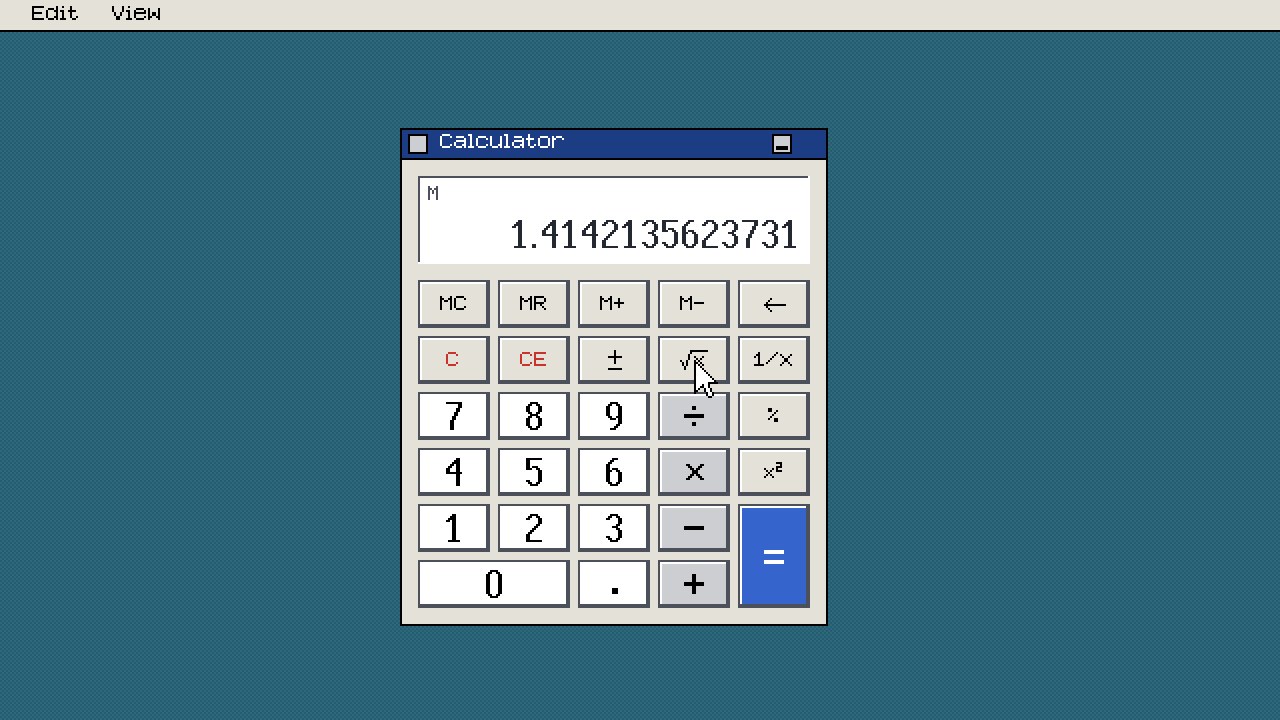 Edit View
Calculator
M
1.4142135623731
MC MR M+ M- ←
C CE ± √x 1/x
7 8 9 ÷ %
4 5 6 × x²
1 2 3 − =
0 . +